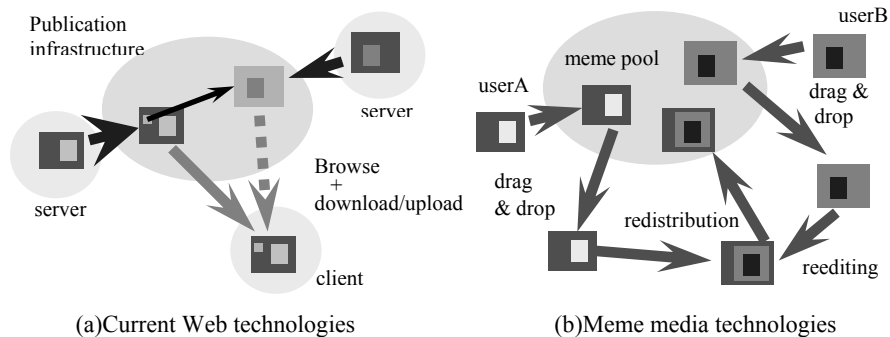 Publication
infrastructure
server
server
Browse
+
download/upload
client
(a)Current Web technologies
userB
meme pool
userA
drag &
drop
drag
& drop
redistribution
reediting
(b)Meme media technologies